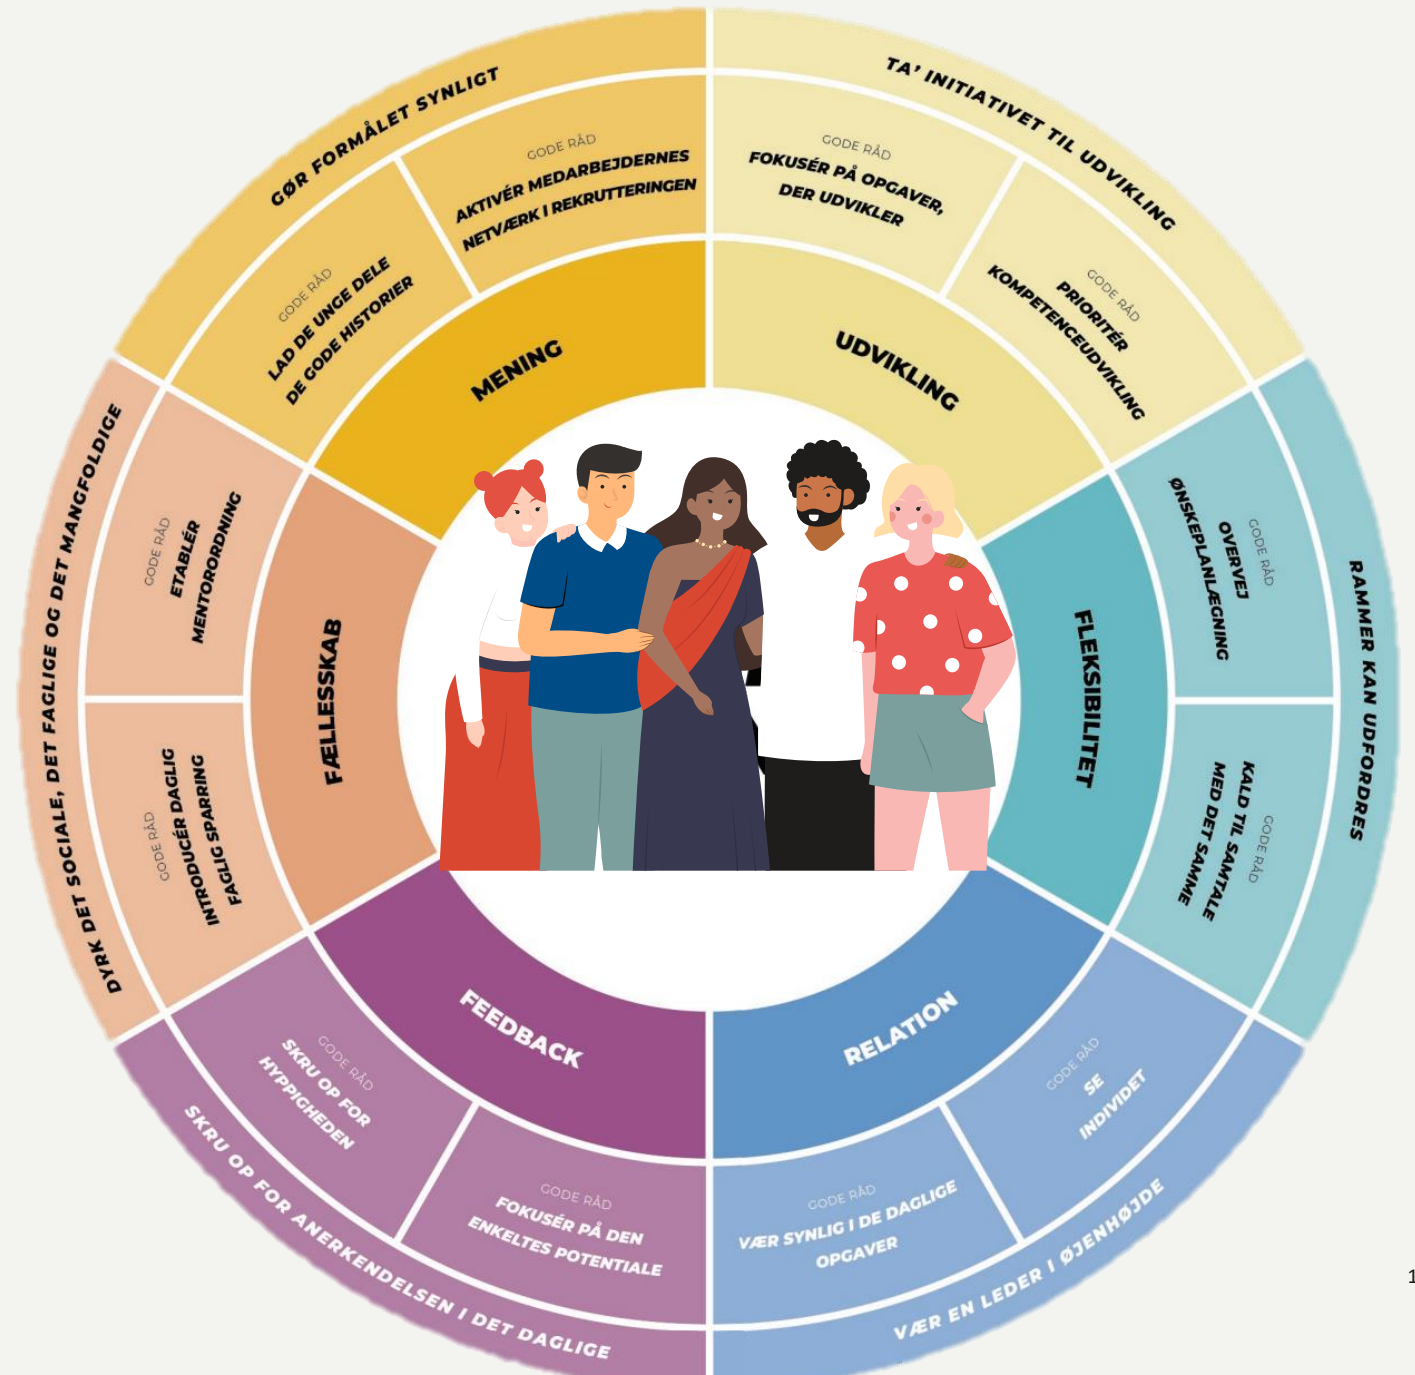 GØR FORMÅLET SYNLIGT
GODE RÅD
LAD DE UNGE DELE
DE GODE HISTORIER
GODE RÅD
AKTIVÉR MEDARBEJDERNES
NETVÆRK I REKRUTTERINGEN
MENING
TA' INITIATIVET TIL UDVIKLING
GODE RÅD
FOKUSÉR PÅ OPGAVER,
DER UDVIKLER
GODE RÅD
PRIORITÉR
KOMPETENCEUDVIKLING
UDVIKLING
RAMMER KAN UDFORDRES
GODE RÅD
OVERVEJ
ØNSKEPLANLÆGNING
GODE RÅD
KALD TIL SAMTALE
MED DET SAMME
FLEKSIBILITET
RELATION
GODE RÅD
SE
INDIVIDET
GODE RÅD
VÆR SYNLIG I DE DAGLIGE
OPGAVER
VÆR EN LEDER I ØJENHØJDE
FEEDBACK
GODE RÅD
SKRU OP FOR
HYPPIGHEDEN
GODE RÅD
FOKUSÉR PÅ DEN
ENKELTES POTENTIALE
SKRU OP FOR ANERKENDELSEN I DET DAGLIGE
DYRK DET SOCIALE, DET FAGLIGE OG DET MANGFOLDIGE
GODE RÅD
ETABLÉR
MENTORORDNING
GODE RÅD
INTRODUCÉR DAGLIG
FAGLIG SPARRING
FÆLLESSKAB
1